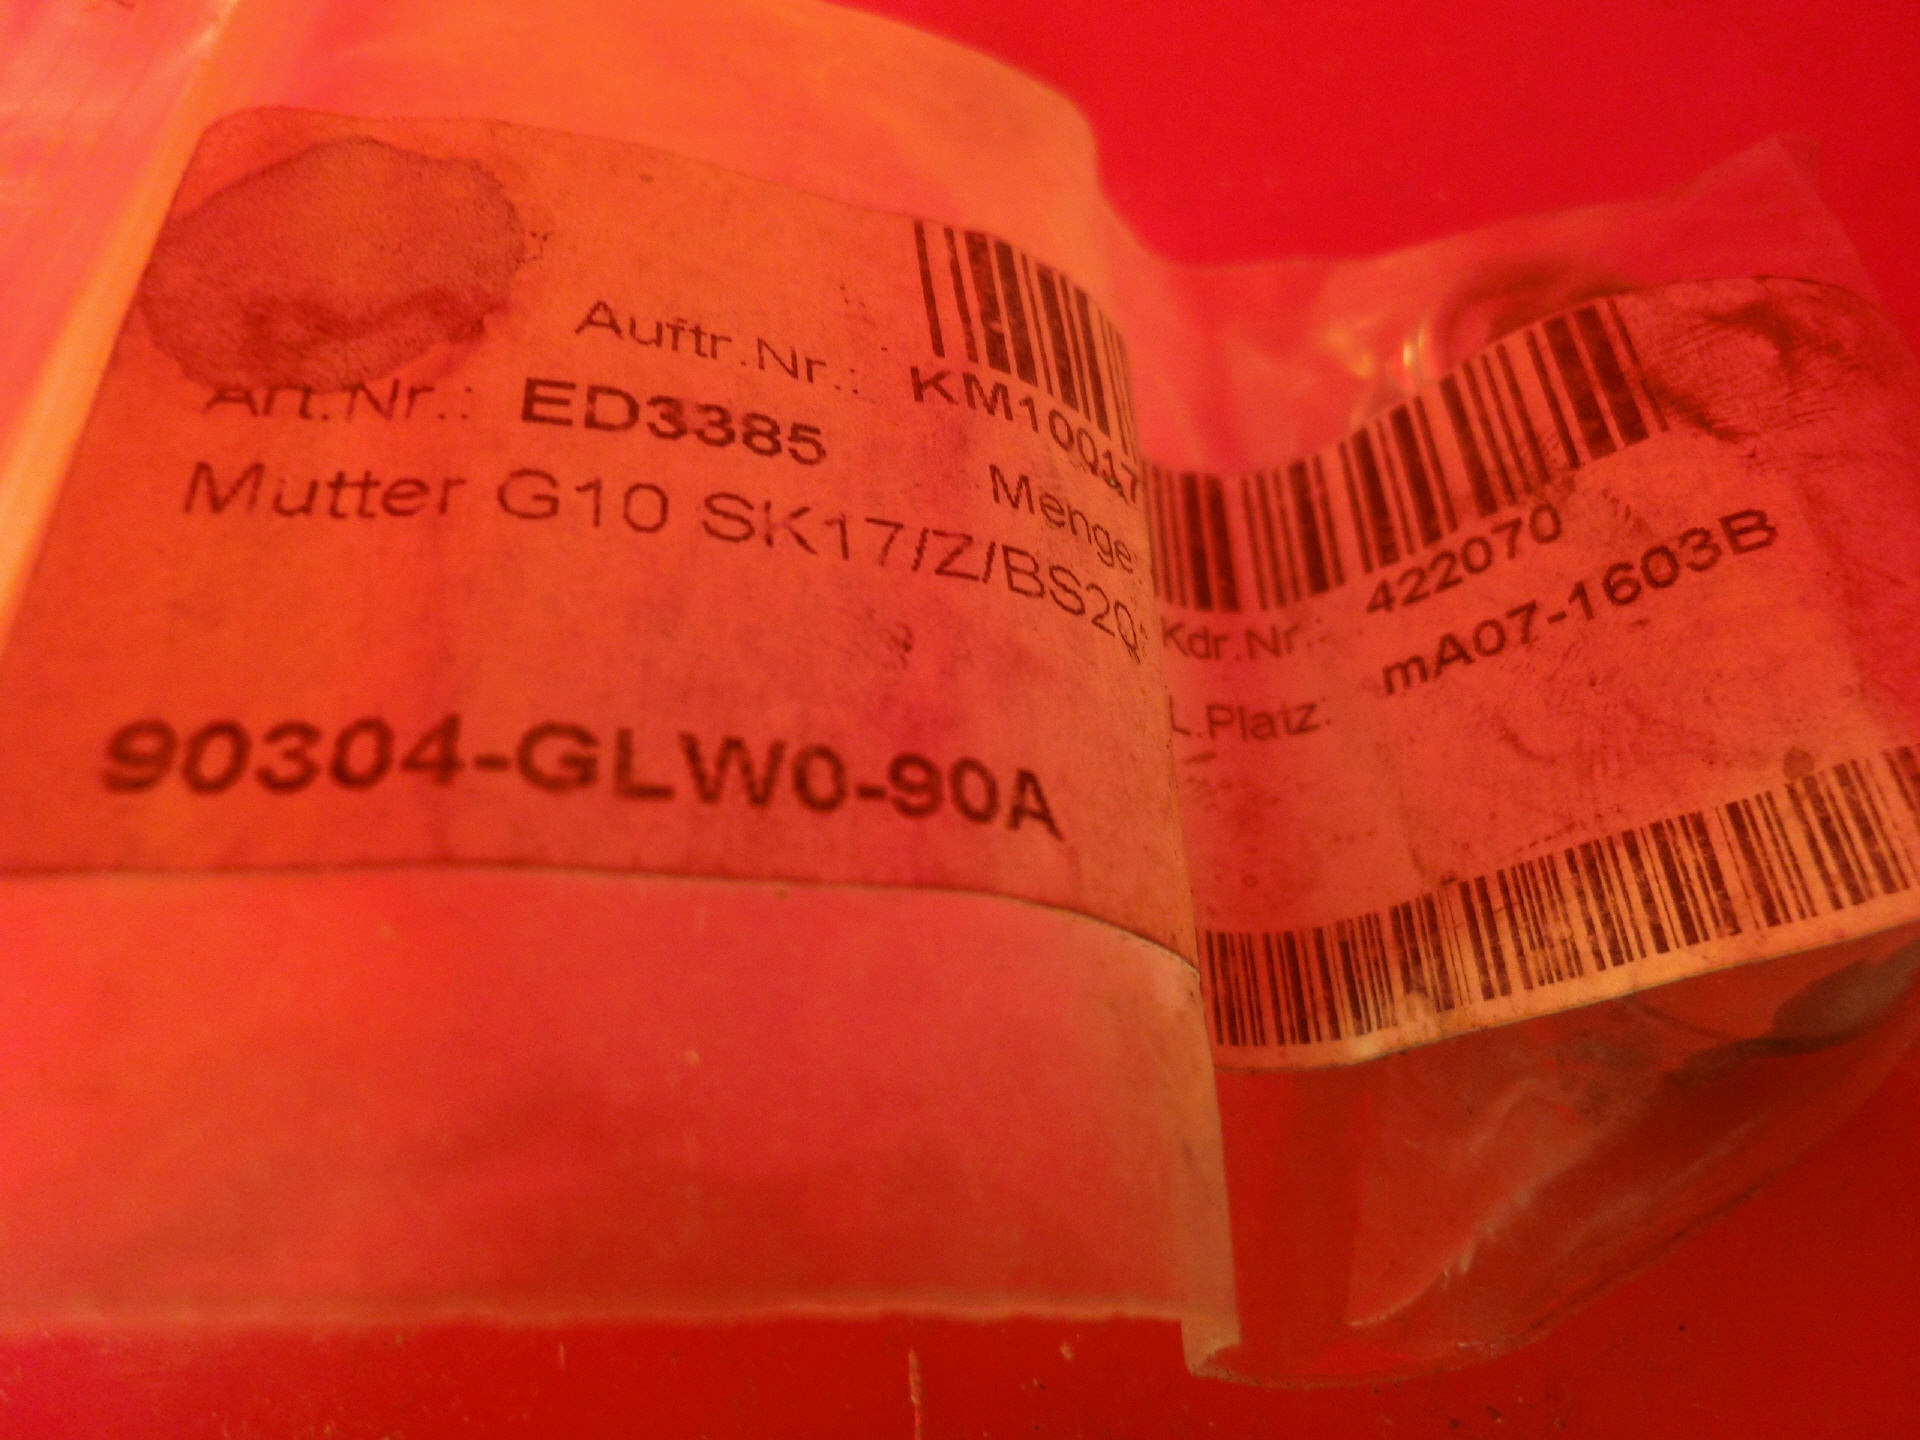 Auftr.Nr.: KM10017
Kdr.Nr.: 422070
Art.Nr.: ED3385
Menge:
L.Platz: mA07-1603B
Mutter G10 SK17/Z/BS20
90304-GLW0-90A